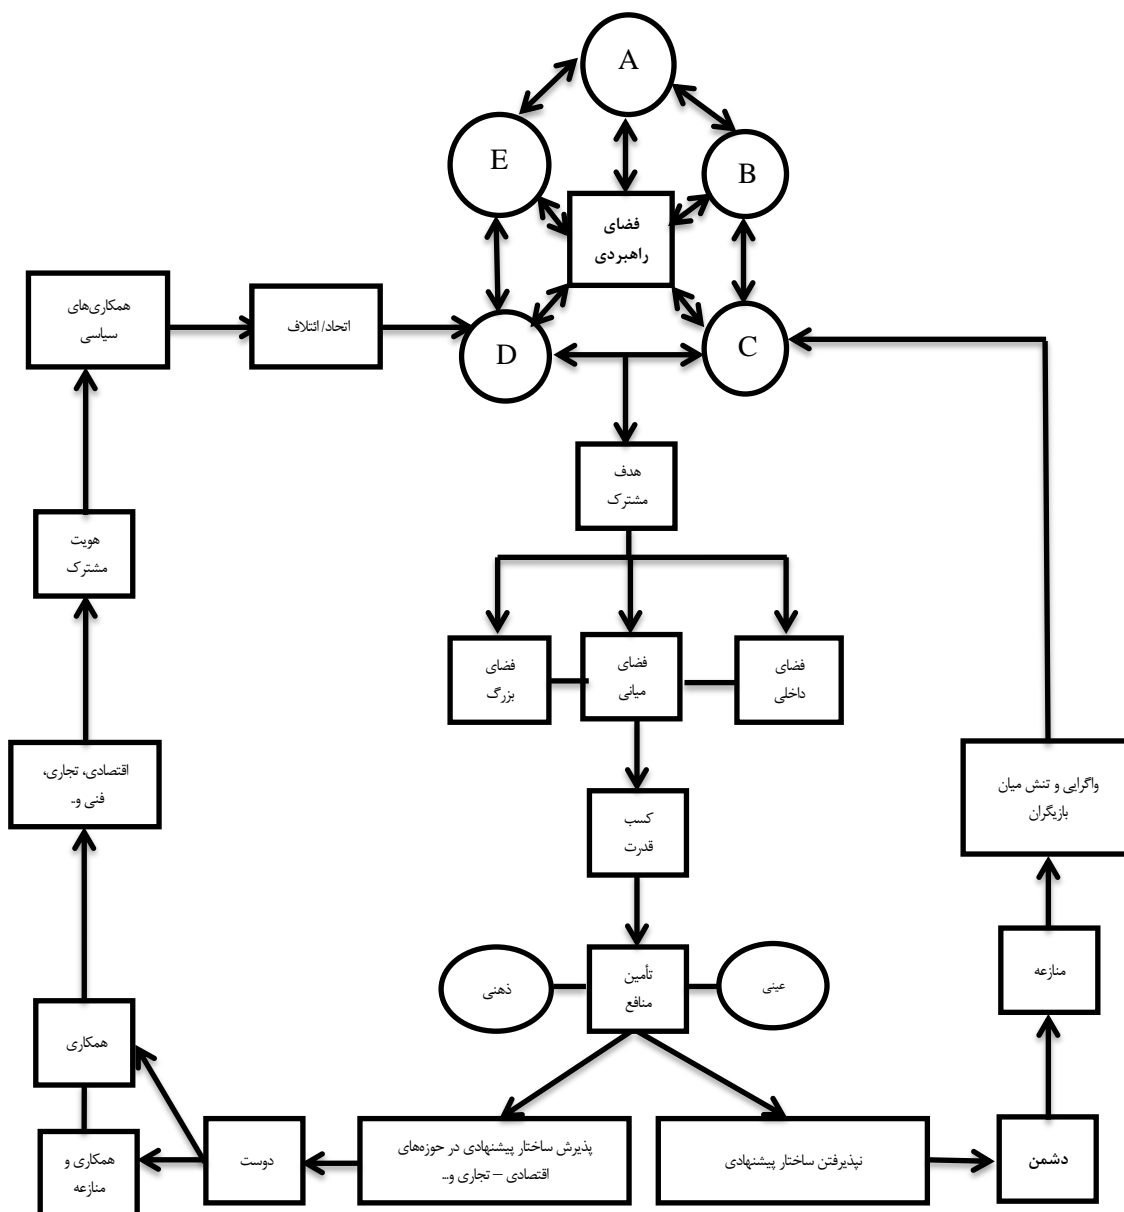 A
E
B
فضای
راهبردی
D
C
همکاری‌های
سیاسی
اتحاد/ ائتلاف
هدف
مشترک
هویت
مشترک
فضای
بزرگ
فضای
میانی
فضای
داخلی
اقتصادی، تجاری،
فنی و..
واگرایی و تنش میان
بازیگران
کسب
قدرت
ذهنی
تأمین
منافع
عینی
منازعه
همکاری
همکاری و
منازعه
دوست
پذیرش ساختار پیشنهادی در حوزه‌های
اقتصادی – تجاری و...
نپذیرفتن ساختار پیشنهادی
دشمن